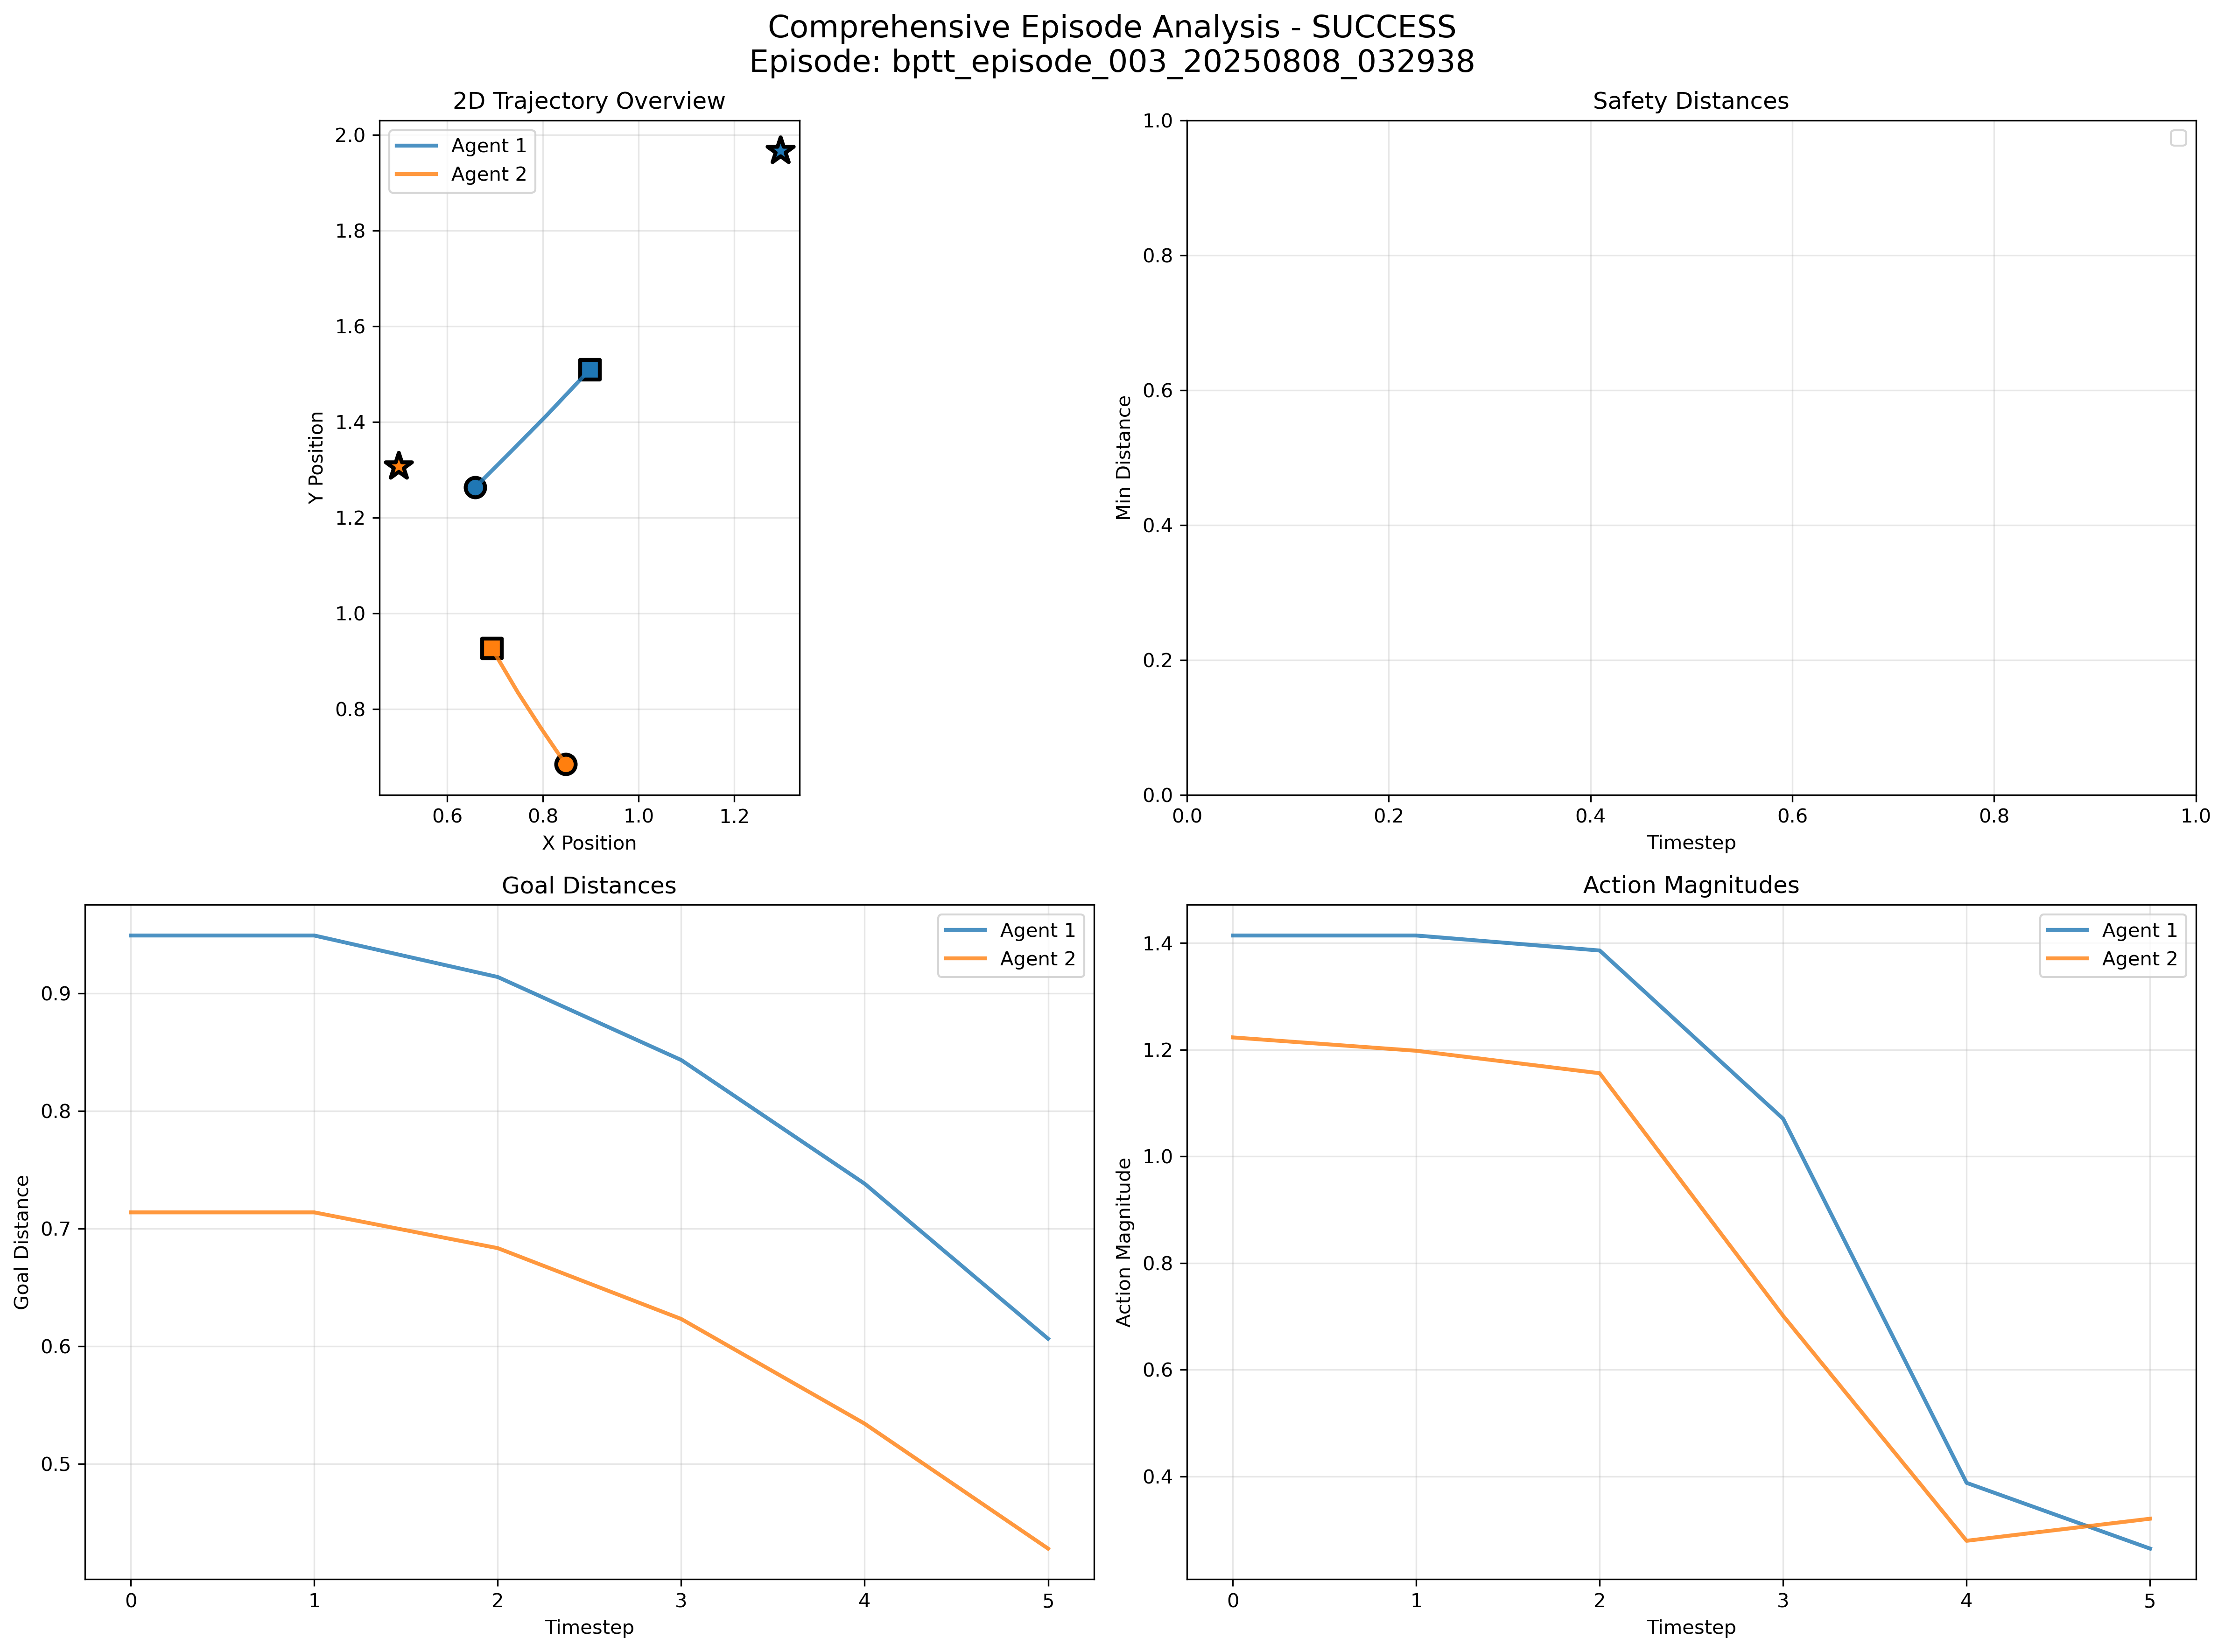 Comprehensive Episode Analysis - SUCCESS
Episode: bptt_episode_003_20250808_032938
2D Trajectory Overview
Agent 1
Agent 2
2.0
1.8
1.6
1.4
1.2
1.0
0.8
Y Position
0.6
0.8
1.0
1.2
X Position
Safety Distances
1.0
0.8
0.6
0.4
0.2
0.0
Min Distance
0.0
0.2
0.4
0.6
0.8
1.0
Timestep
Goal Distances
Agent 1
Agent 2
0.9
0.8
0.7
0.6
0.5
Goal Distance
0
1
2
3
4
5
Timestep
Action Magnitudes
Agent 1
Agent 2
1.4
1.2
1.0
0.8
0.6
0.4
Action Magnitude
0
1
2
3
4
5
Timestep